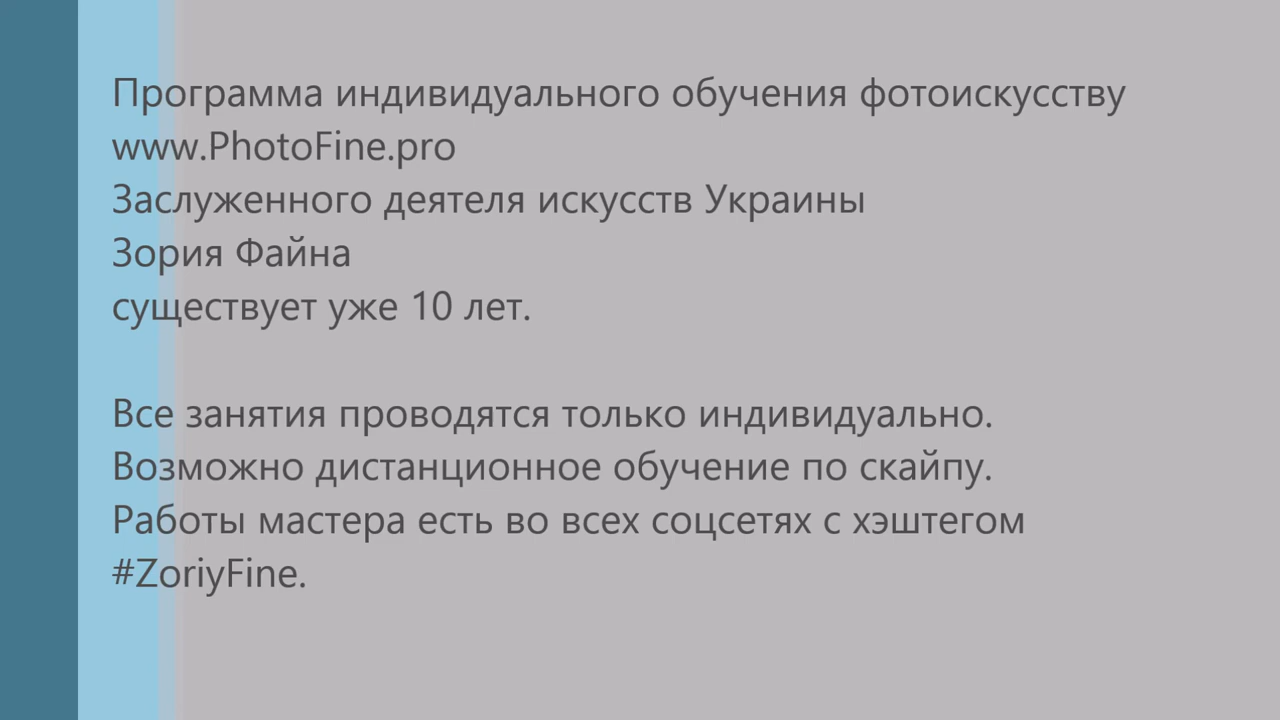 Программа индивидуального обучения фотоискусству
www.PhotoFine.pro
Заслуженного деятеля искусств Украины
Зория Файна
существует уже 10 лет.
Все занятия проводятся только индивидуально.
Возможно дистанционное обучение по скайпу.
Работы мастера есть во всех соцсетях с хэштегом
#ZoriyFine.